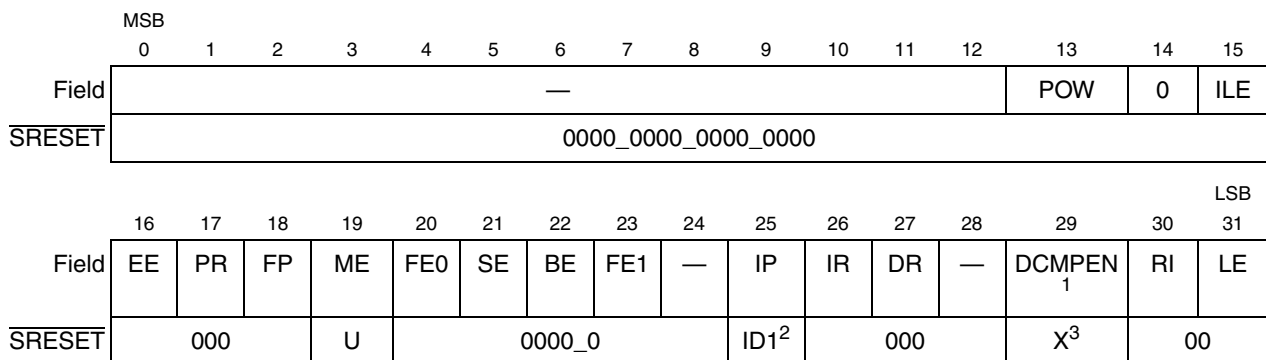 MSB
0 1 2 3 4 5 6 7 8 9 10 11 12 13 14 15
Field — POW 0 ILE
SRESET 0000_0000_0000_0000
LSB
16 17 18 19 20 21 22 23 24 25 26 27 28 29 30 31
Field EE PR FP ME FE0 SE BE FE1 — IP IR DR — DCMPEN RI LE
1
SRESET 000 U 0000_0 ID1² 000 X³ 00